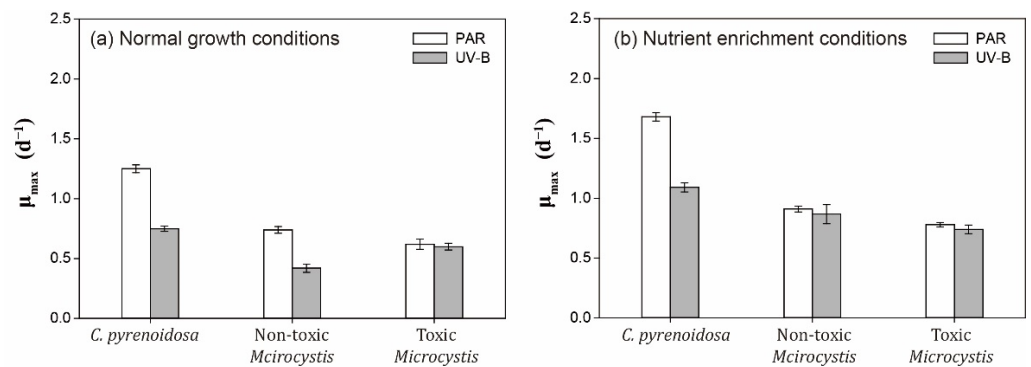 (a) Normal growth conditions
PAR
UV-B
μmax (d⁻¹)
2.5
2.0
1.5
1.0
0.5
0.0
C. pyrenoidosa
Non-toxic
Mcirocystis
Toxic
Microcystis
(b) Nutrient enrichment conditions
PAR
UV-B
μmax (d⁻¹)
2.5
2.0
1.5
1.0
0.5
0.0
C. pyrenoidosa
Non-toxic
Mcirocystis
Toxic
Microcystis